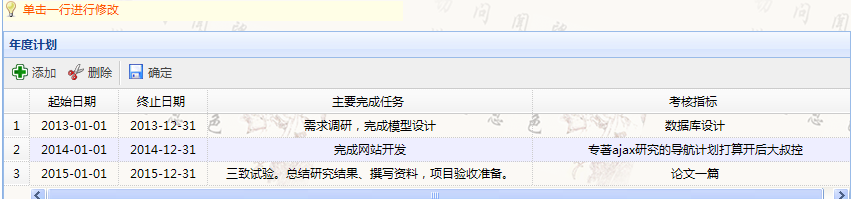 单击一行进行修改
年度计划
添加 删除 确定
起始日期 终止日期 主要完成任务 考核指标
1 2013-01-01 2013-12-31 需求调研，完成模型设计 数据库设计
2 2014-01-01 2014-12-31 完成网站开发 专著ajax研究的导航计划打算开后大叔控
3 2015-01-01 2015-12-31 三致试验。总结研究结果、撰写资料，项目验收准备。 论文一篇